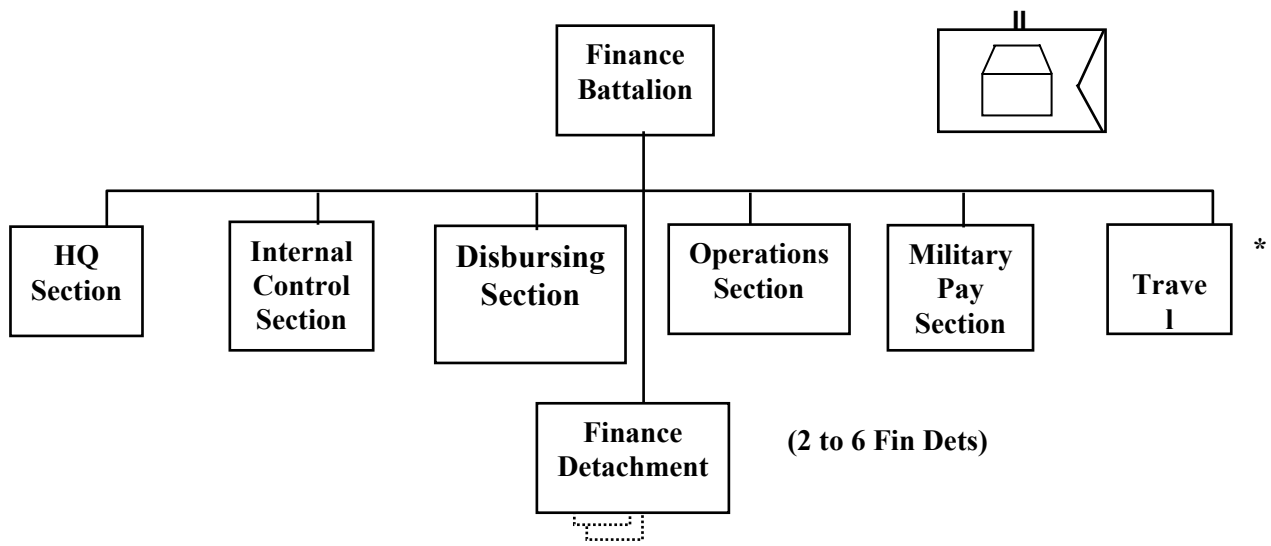 Finance
Battalion
HQ
Section
Internal
Control
Section
Disbursing
Section
Operations
Section
Military
Pay
Section
Trave
l
*
Finance
Detachment
(2 to 6 Fin Dets)